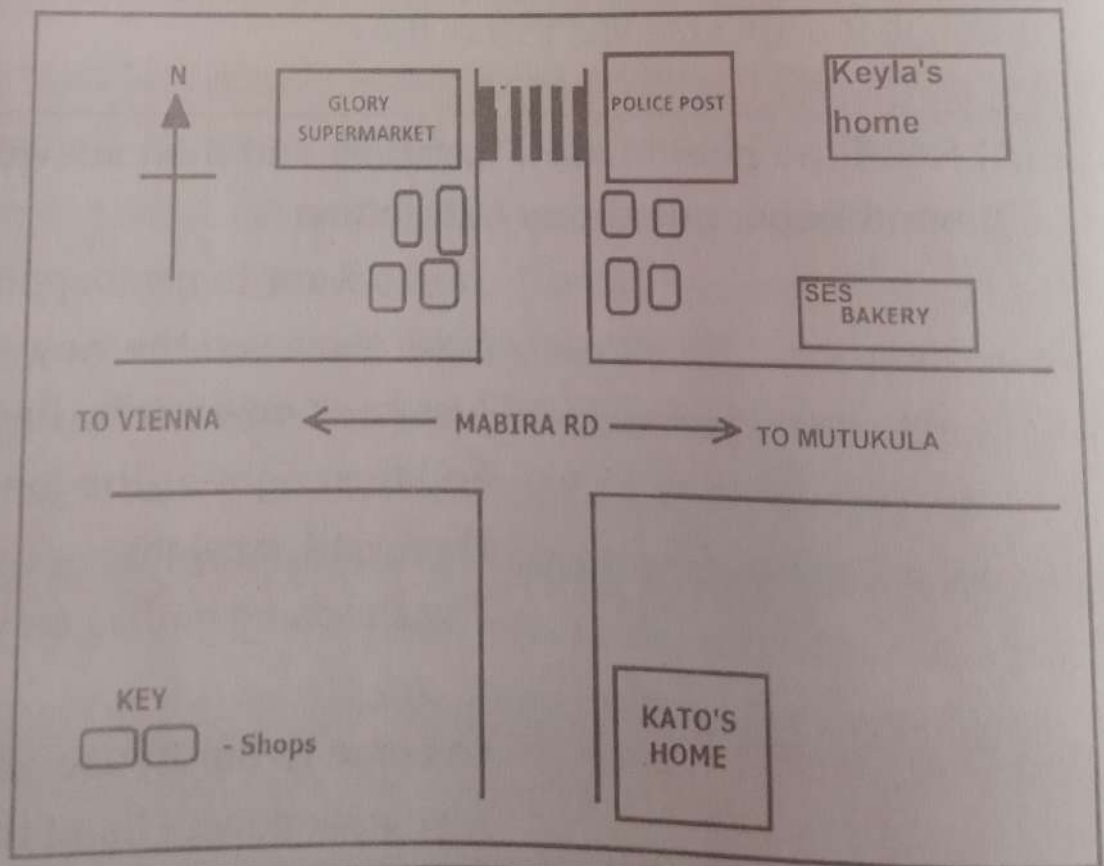 N
GLORY
SUPERMARKET
POLICE POST
Keyla's
home
SES
BAKERY
TO VIENNA
MABIRA RD
TO MUTUKULA
KEY
- Shops
KATO'S
HOME